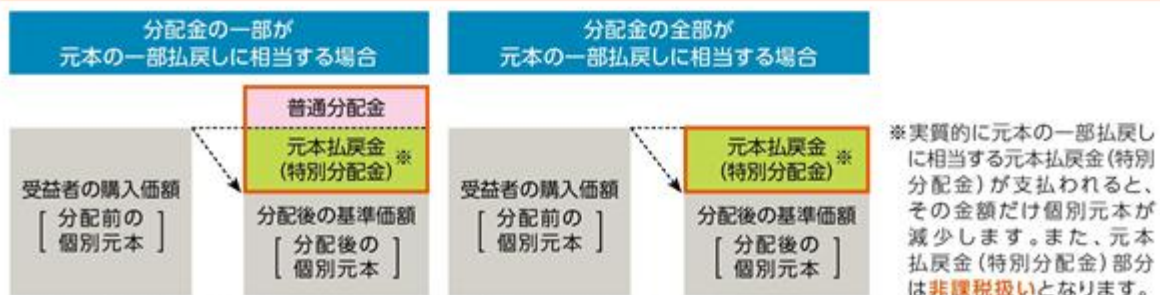 分配金の一部が
元本の一部払戻しに相当する場合
普通分配金
元本払戻金
(特別分配金) ※
受益者の購入価額
[ 分配前の
個別元本 ]
分配後の基準価額
[ 分配後の
個別元本 ]
分配金の全部が
元本の一部払戻しに相当する場合
元本払戻金
(特別分配金) ※
受益者の購入価額
[ 分配前の
個別元本 ]
分配後の基準価額
[ 分配後の
個別元本 ]
※実質的に元本の一部払戻し
に相当する元本払戻金(特別
分配金)が支払われると、
その金額だけ個別元本が
減少します。また、元本
払戻金(特別分配金)部分
は非課税扱いとなります。